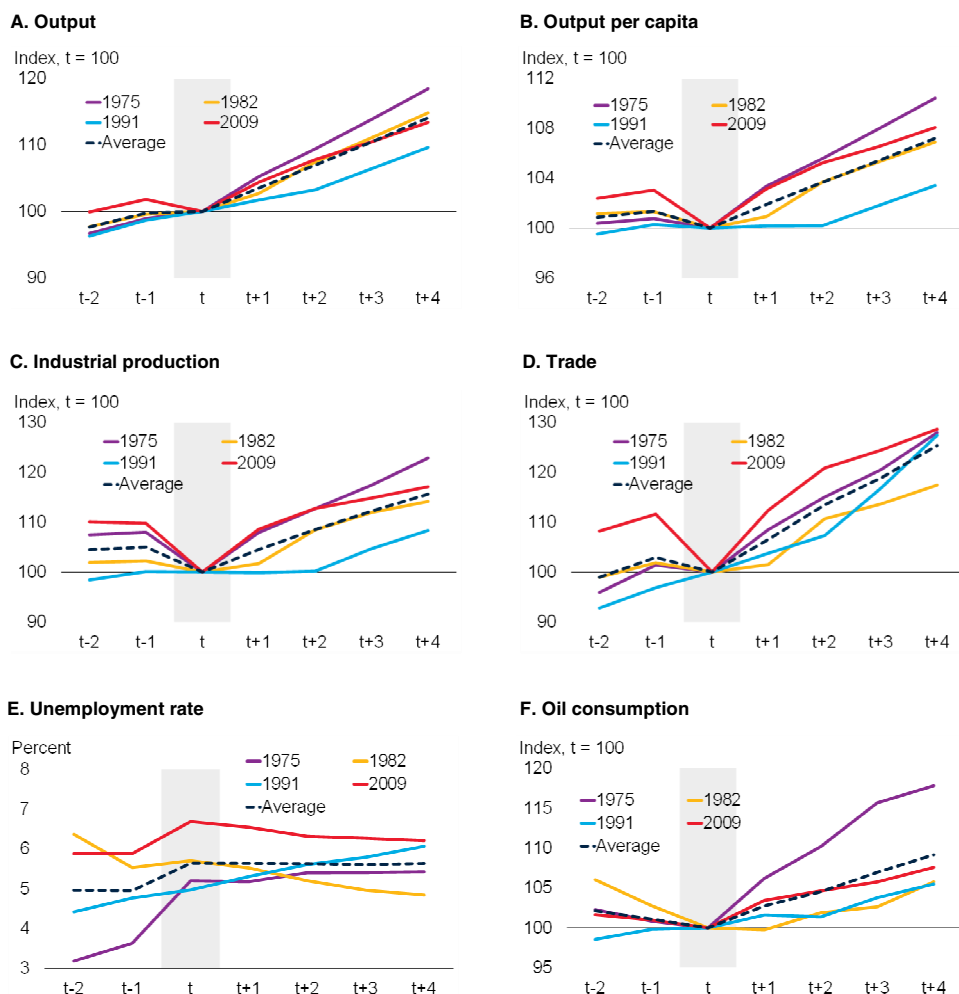 A. Output
Index, t = 100
120
1975
1982
1991
2009
110
Average
100
90
t-2 t-1 t t+1 t+2 t+3 t+4
B. Output per capita
Index, t = 100
112
1975
1982
1991
2009
108
Average
104
100
96
t-2 t-1 t t+1 t+2 t+3 t+4
C. Industrial production
Index, t = 100
130
1975
1982
1991
2009
120
Average
110
100
90
t-2 t-1 t t+1 t+2 t+3 t+4
D. Trade
Index, t = 100
130
1975
1982
1991
2009
120
Average
110
100
90
t-2 t-1 t t+1 t+2 t+3 t+4
E. Unemployment rate
Percent
1975
1982
8
1991
2009
Average
7
6
5
4
3
t-2 t-1 t t+1 t+2 t+3 t+4
F. Oil consumption
Index, t = 100
120
1975
1982
115
1991
2009
Average
110
105
100
95
t-2 t-1 t t+1 t+2 t+3 t+4